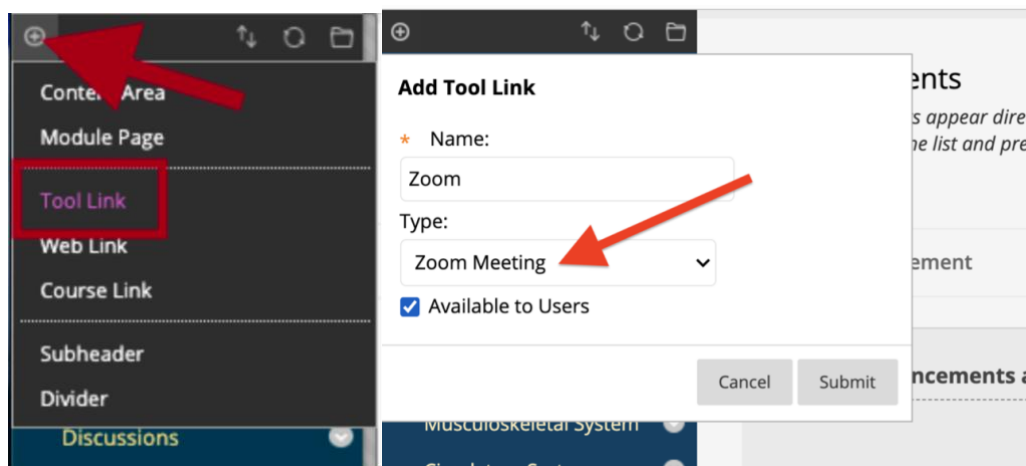 Content Area
Module Page
Tool Link
Web Link
Course Link
Subheader
Divider
Discussions
Add Tool Link
* Name:
Zoom
Type:
Zoom Meeting
Available to Users
Cancel
Submit
Musculoskeletal System
ents
s appear dire
e list and pre
ement
ncements a